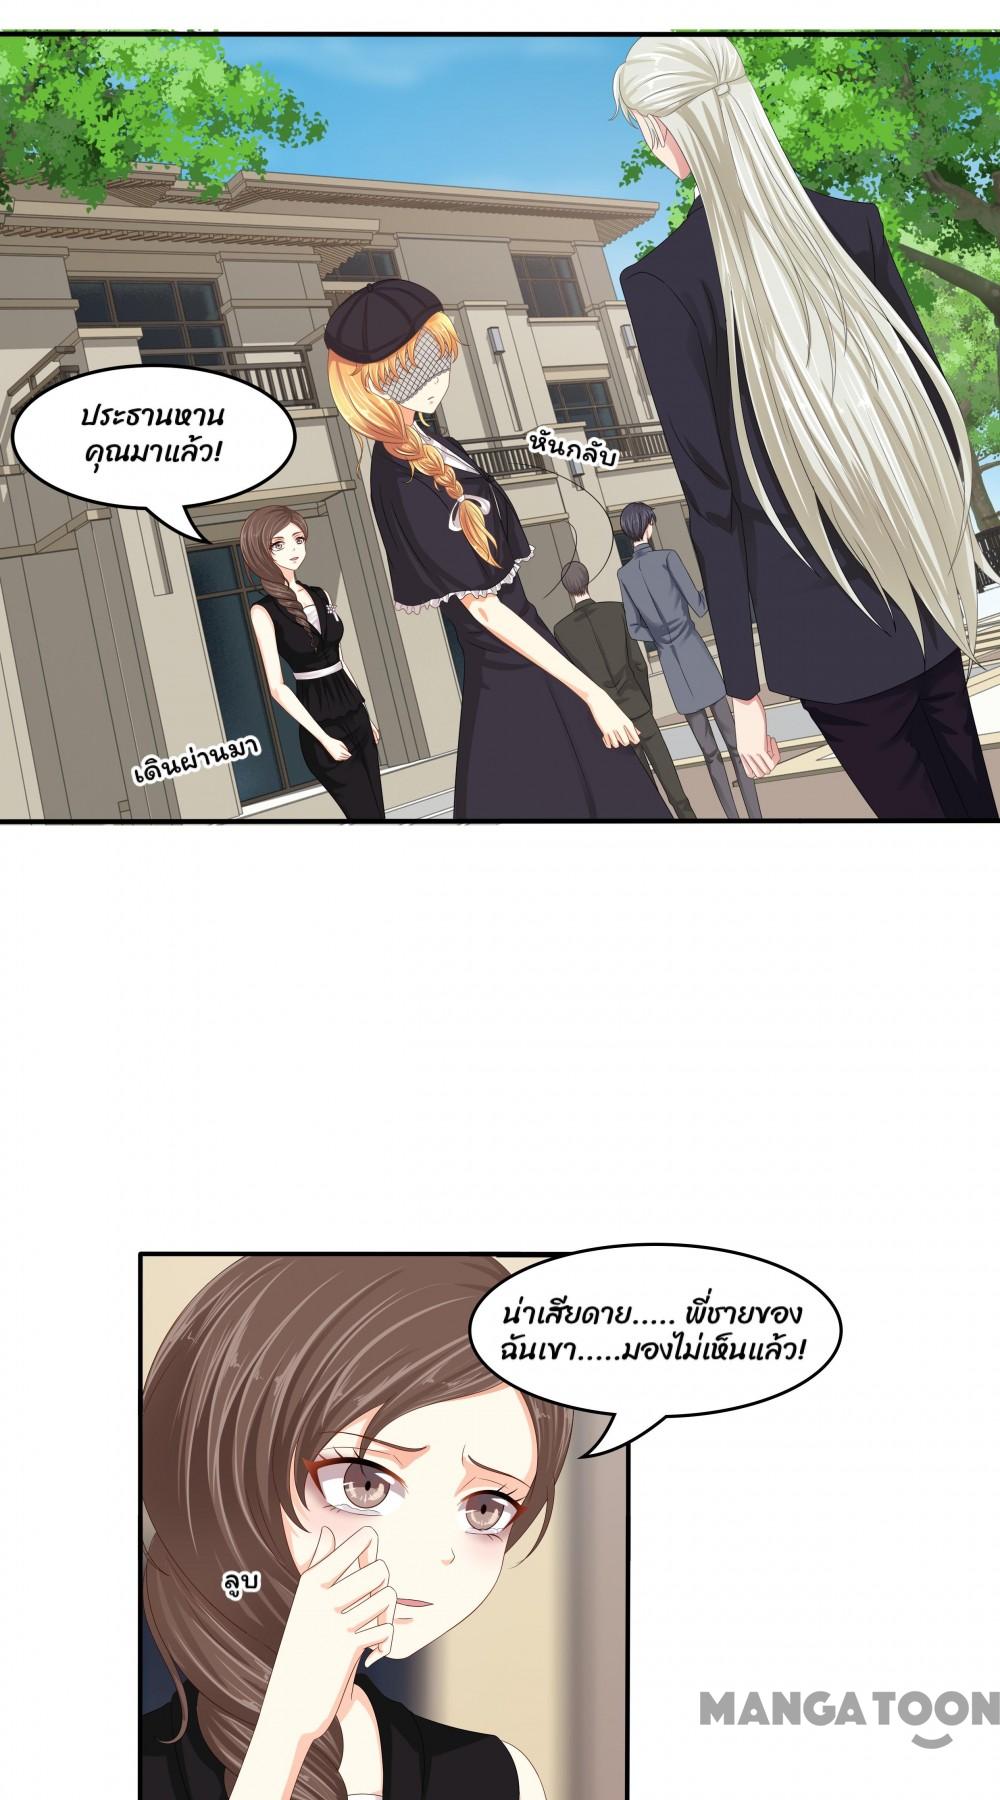 ประธานหาน
คุณมาแล้ว!
หันกลับ
เดินผ่านมา
น่าเสียดาย..... พี่ชายของ
ฉันเขา.....มองไม่เห็นแล้ว!
ลูบ
MANGATOON